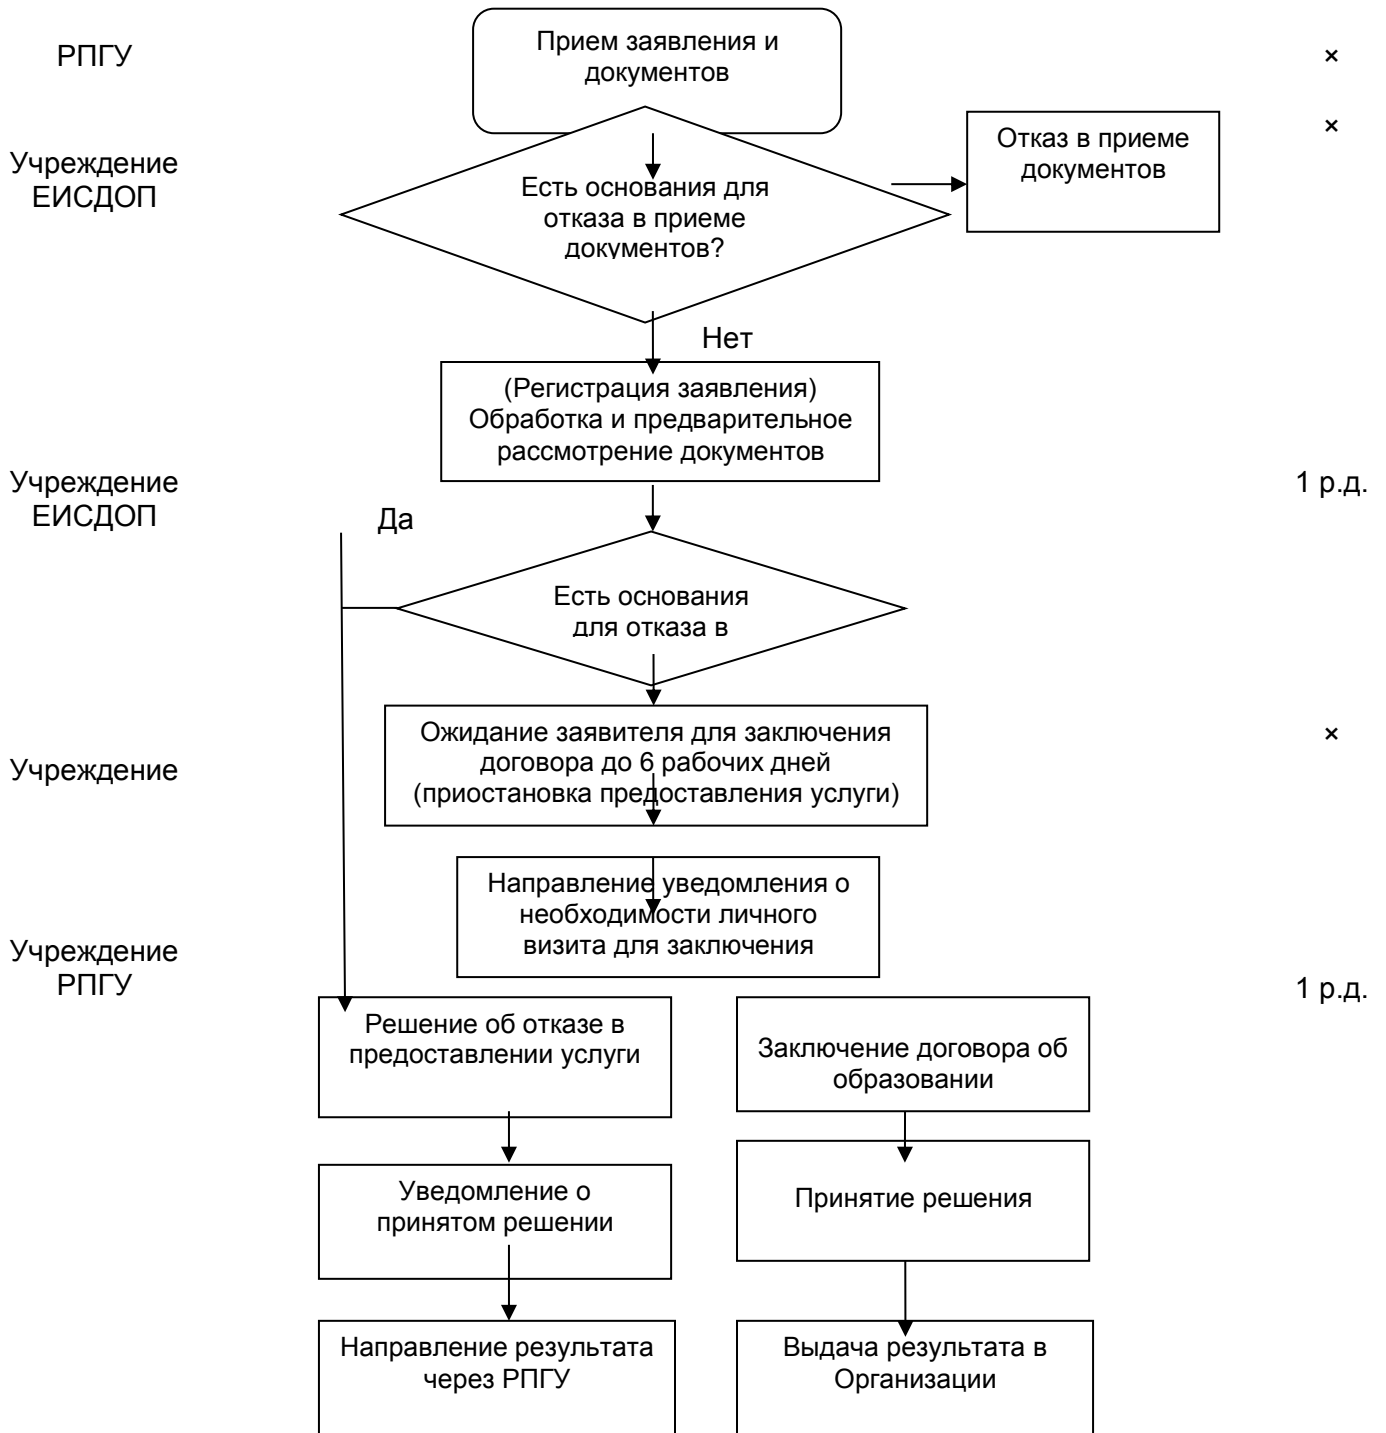 РПГУ
Прием заявления и
документов
×
Учреждение
ЕИСДОП
Есть основания для
отказа в приеме
документов?
Отказ в приеме
документов
×
Нет
(Регистрация заявления)
Обработка и предварительное
рассмотрение документов
Учреждение
ЕИСДОП
1 р.д.
Да
Есть основания
для отказа в
Учреждение
Ожидание заявителя для заключения
договора до 6 рабочих дней
(приостановка предоставления услуги)
×
Направление уведомления о
необходимости личного
визита для заключения
Учреждение
РПГУ
1 р.д.
Решение об отказе в
предоставлении услуги
Заключение договора об
образовании
Уведомление о
принятом решении
Принятие решения
Направление результата
через РПГУ
Выдача результата в
Организации